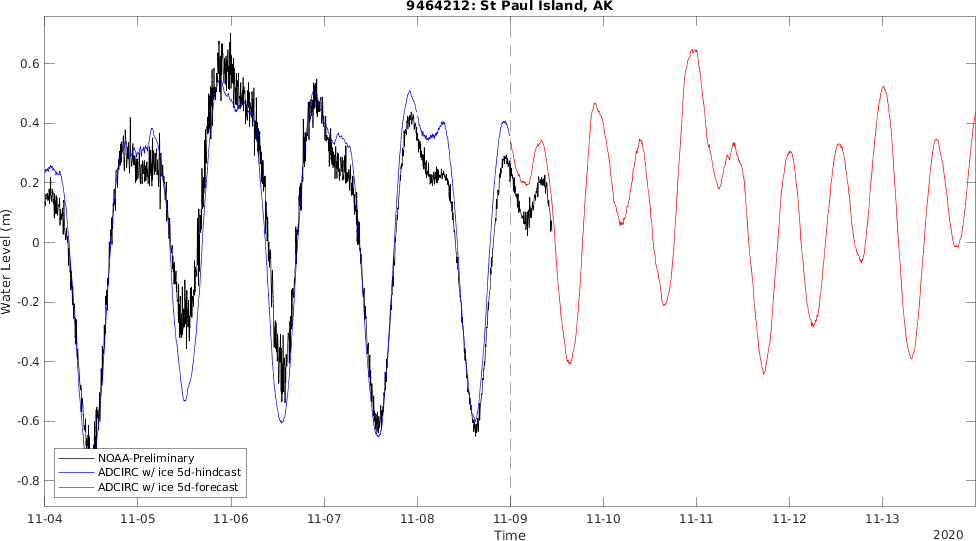 9464212: St Paul Island, AK
0.6
0.4
0.2
0
-0.2
-0.4
-0.6
-0.8
Water Level (m)
NOAA-Preliminary
ADCIRC w/ ice 5d-hindcast
ADCIRC w/ ice 5d-forecast
11-04 11-05 11-06 11-07 11-08 11-09 11-10 11-11 11-12 11-13
Time
2020